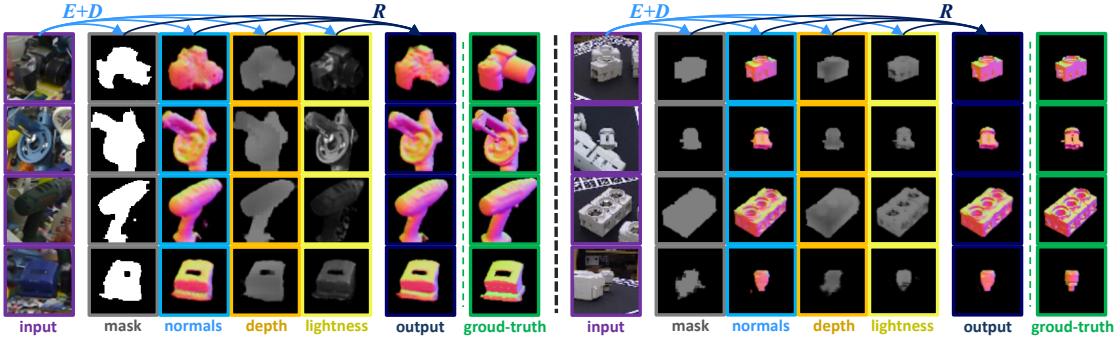 E+D R E+D R
input mask normals depth lightness output groud-truth input mask normals depth lightness output groud-truth